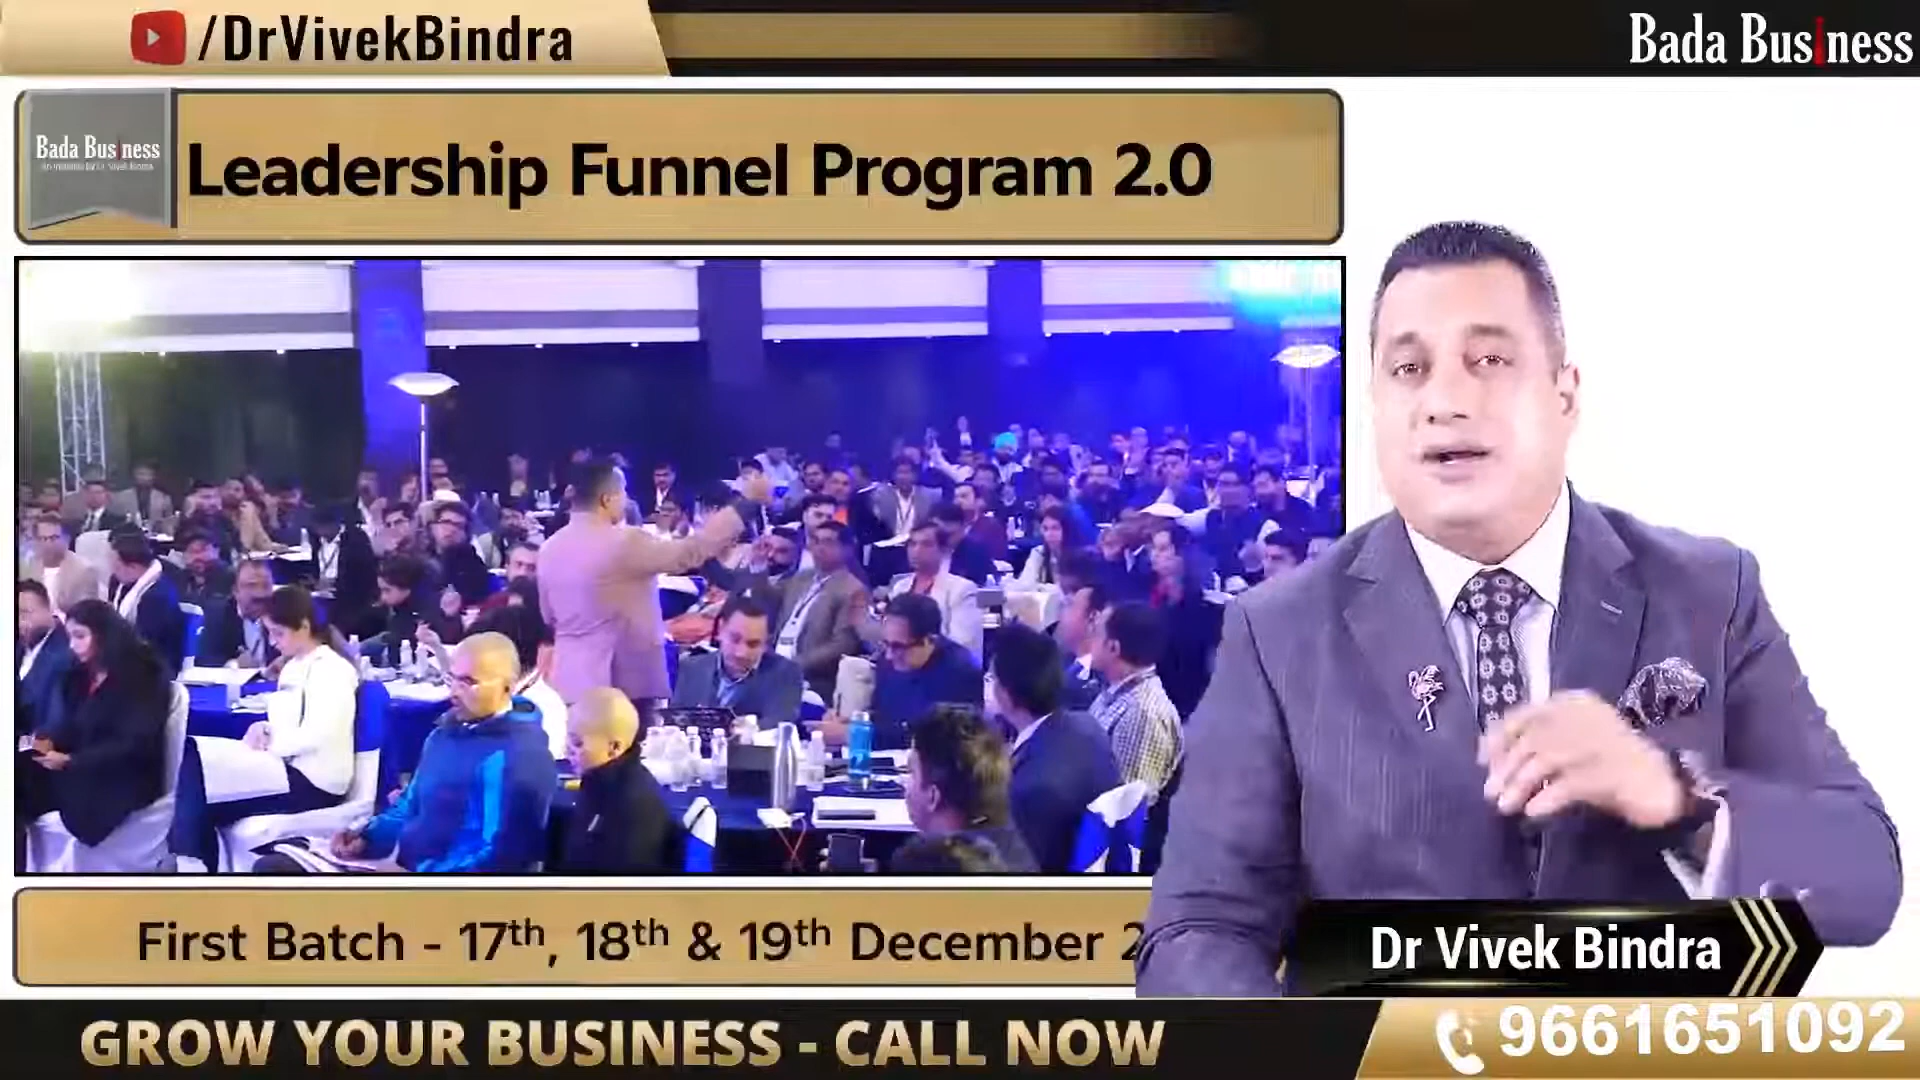 /DrVivekBindra
Bada Business
Bada Business
Leadership Funnel Program 2.0
First Batch - 17th, 18th & 19th December 2
Dr Vivek Bindra
GROW YOUR BUSINESS - CALL NOW
9661651092